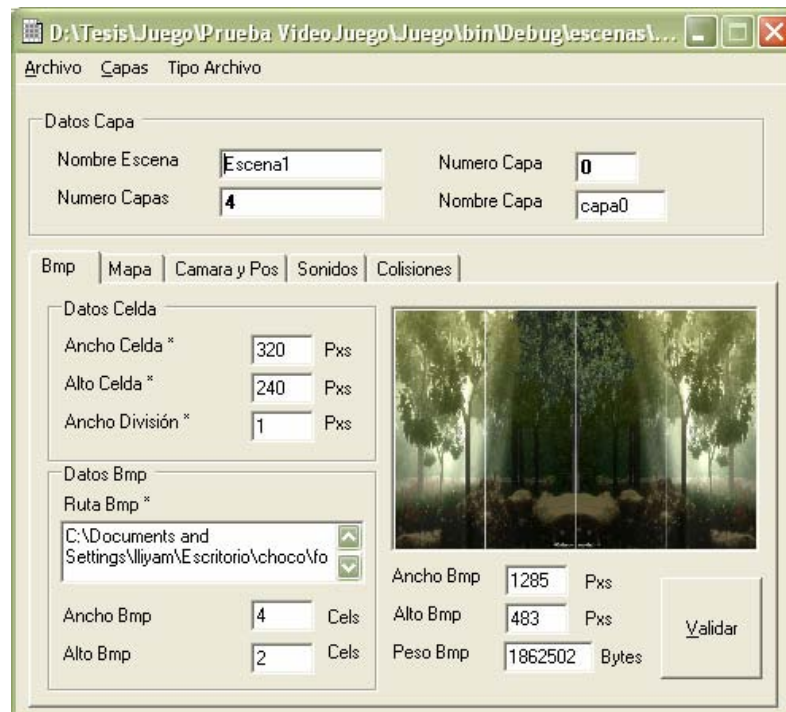 D:\Tesis\Juego\Prueba VideoJuego\Juego\bin\Debug\escenas\...
Archivo Capas Tipo Archivo
Datos Capa
Nombre Escena Escena1 Numero Capa 0
Numero Capas 4 Nombre Capa capa0
Bmp Mapa Camara y Pos Sonidos Colisiones
Datos Celda
Ancho Celda * 320 Pxs
Alto Celda * 240 Pxs
Ancho División * 1 Pxs
Datos Bmp
Ruta Bmp *
C:\Documents and
Settings\lliyam\Escritorio\choco\fo
Ancho Bmp 4 Cels
Alto Bmp 2 Cels
Ancho Bmp 1285 Pxs
Alto Bmp 483 Pxs
Peso Bmp 1862502 Bytes
Validar